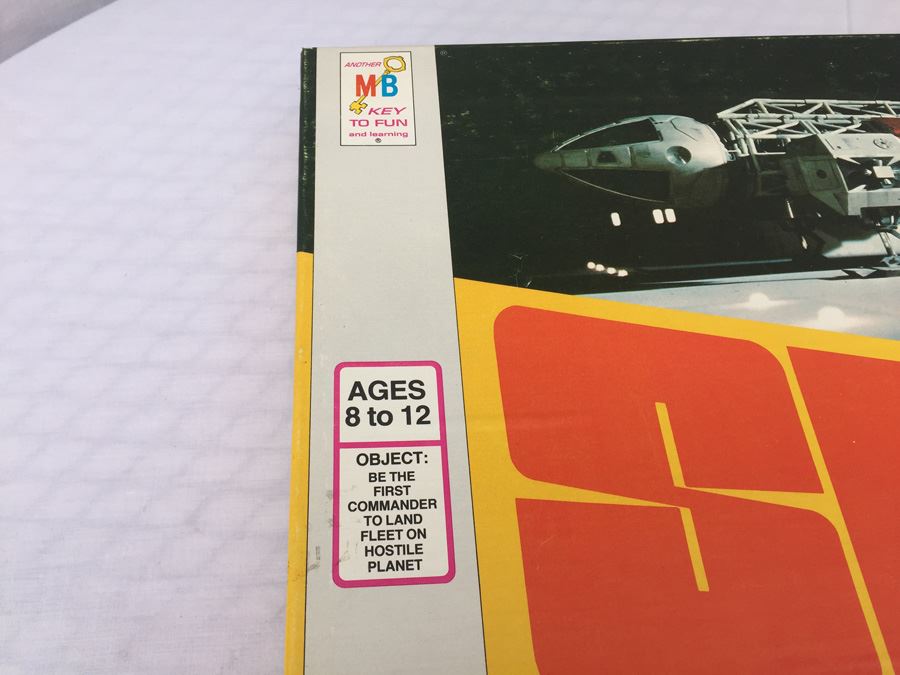 ANOTHER
MB
KEY
TO FUN
and learning
®
AGES
8 to 12
OBJECT:
BE THE
FIRST
COMMANDER
TO LAND
FLEET ON
HOSTILE
PLANET
S